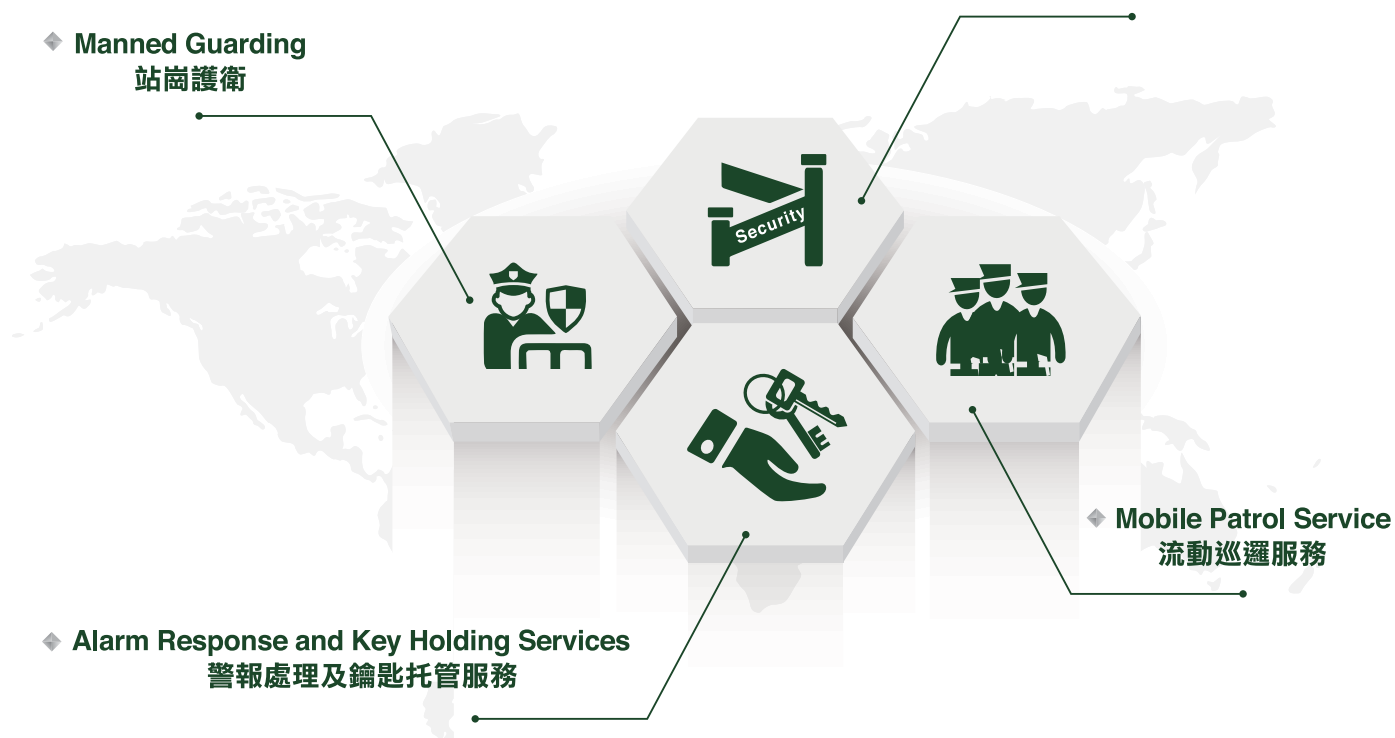 Manned Guarding
站崗護衛
Security
Mobile Patrol Service
流動巡邏服務
Alarm Response and Key Holding Services
警報處理及鑰匙托管服務